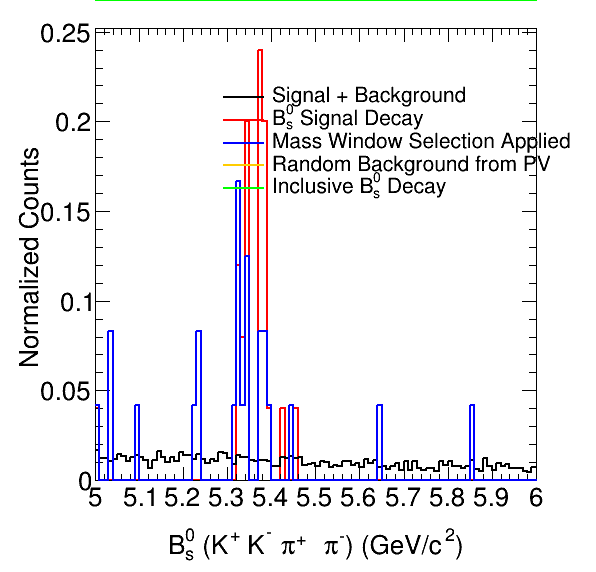 0.25
0.2
0.15
0.1
0.05
0
Normalized Counts
Signal + Background
B⁰ₛ Signal Decay
Mass Window Selection Applied
Random Background from PV
Inclusive B⁰ₛ Decay
5 5.1 5.2 5.3 5.4 5.5 5.6 5.7 5.8 5.9 6
B⁰ₛ (K⁺ K⁻ π⁺ π⁻) (GeV/c²)